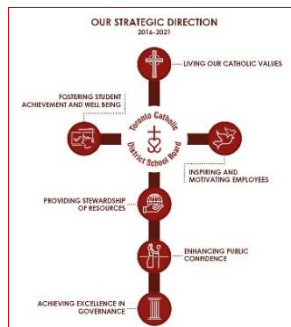 OUR STRATEGIC DIRECTION
2016-2021
LIVING OUR CATHOLIC VALUES
FOSTERING STUDENT
ACHIEVEMENT AND WELL BEING
Toronto Catholic
District School Board
INSPIRING AND
MOTIVATING EMPLOYEES
PROVIDING STEWARDSHIP
OF RESOURCES
ENHANCING PUBLIC
CONFIDENCE
ACHIEVING EXCELLENCE IN
GOVERNANCE